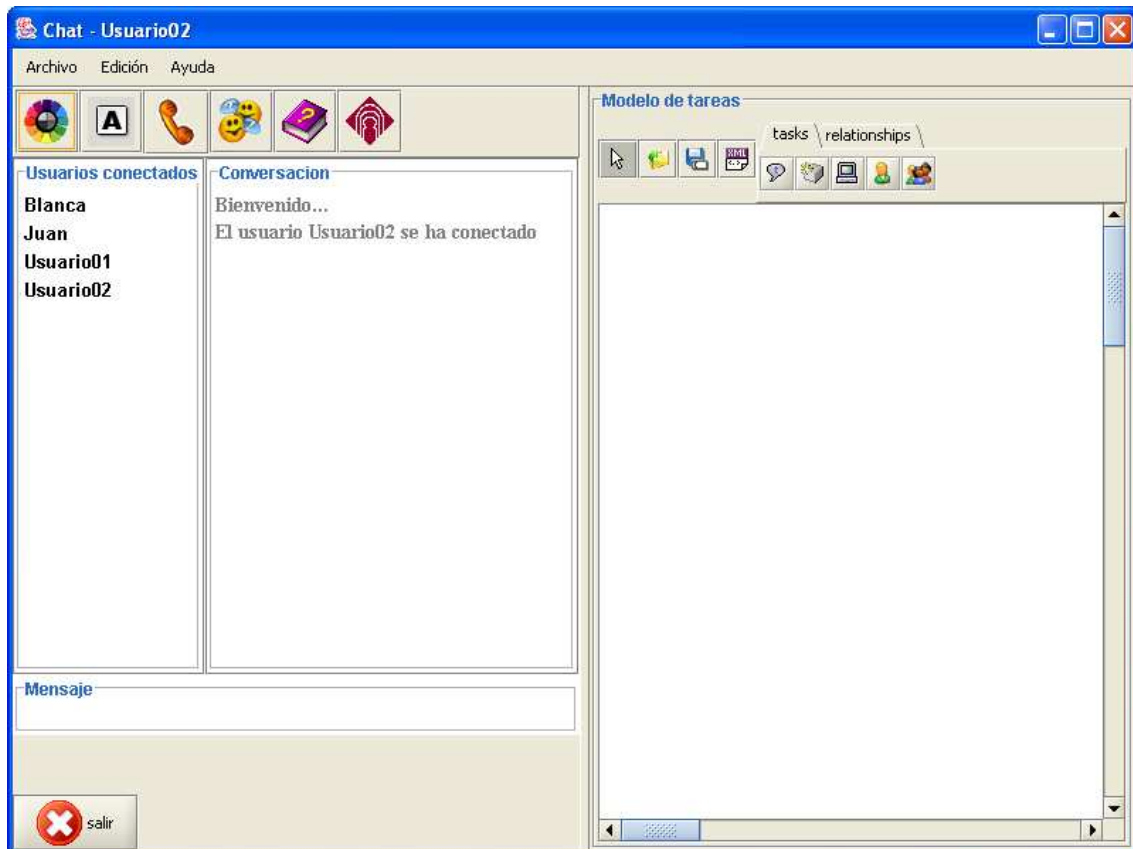 Chat - Usuario02
Archivo Edición Ayuda
A
?
Usuarios conectados
Blanca
Juan
Usuario01
Usuario02
Conversacion
Bienvenido...
El usuario Usuario02 se ha conectado
Mensaje
salir
Modelo de tareas
XML
tasks relationships